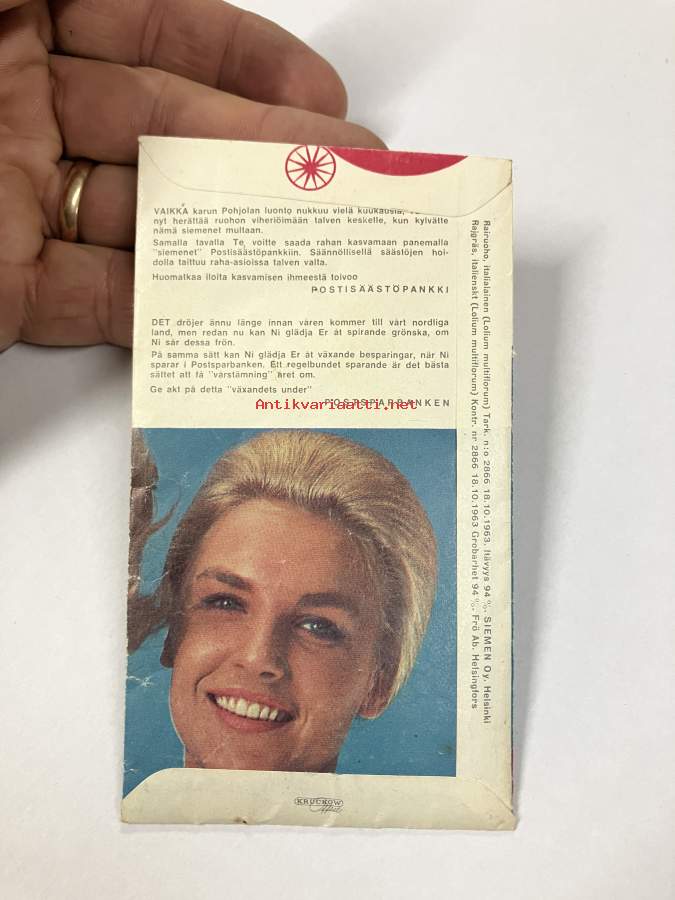 VAIKKA karun Pohjolan luonto nukkuu vielä kuukausia,
nyt herättää ruohon viheriöimään talven keskelle, kun kylvätte
nämä siemenet multaan.
Samalla tavalla Te voitte saada rahan kasvamaan panemalla
"siemenet" Postisäästöpankkiin. Säännöllisellä säästöjen hoi-
dolla taittuu raha-asioissa talven valta.
Huomatkaa iloita kasvamisen ihmeestä toivoo
POSTISÄÄSTÖPANKKI
DET dröjer ännu länge innan våren kommer till vårt nordliga
land, men redan nu kan Ni glädja Er åt spirande grönska, om
Ni sår dessa frön.
På samma sätt kan Ni glädja Er åt växande besparingar, när Ni
sparar i Postsparbanken. Ett regelbundet sparande är det bästa
sättet att få "vårstämning" året om.
Ge akt på detta "växandets under"
POSTSPARBANKEN
Antikvariaatti.net
Rairuoho, italialainen (Lolium multiflorum) Tark. n:o 2866 18.10.1963. Itävyys 94 %. SIEMEN Oy, Helsinki
Rajgräs, italienskt (Lolium multiflorum) Kontr. nr 2866 18.10.1963 Grobarhet 94 %. Frö Ab, Helsingfors
KRUCKOW